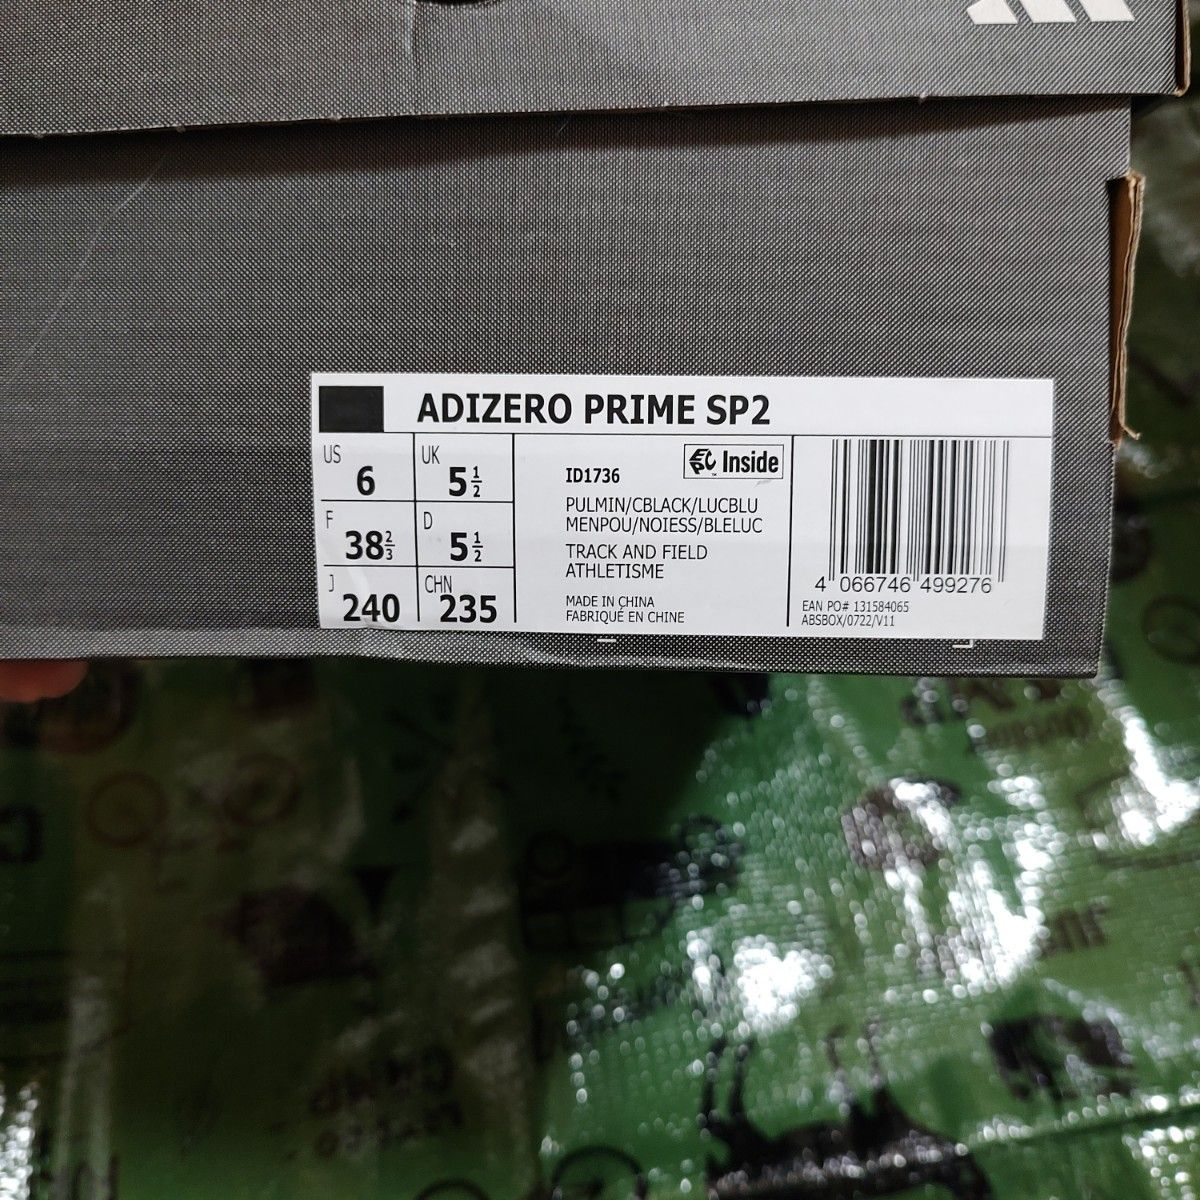 ADIZERO PRIME SP2
US
6
UK
5 1/2
F
38 2/3
D
5 1/2
J
240
CHN
235
Inside
ID1736
PULMIN/CBLACK/LUCBLU
MENPOU/NOIESS/BLELUC
TRACK AND FIELD
ATHLETISME
MADE IN CHINA
FABRIQUÉ EN CHINE
4 066746 499276
EAN PO# 131584065
ABSBOX/0722/V11